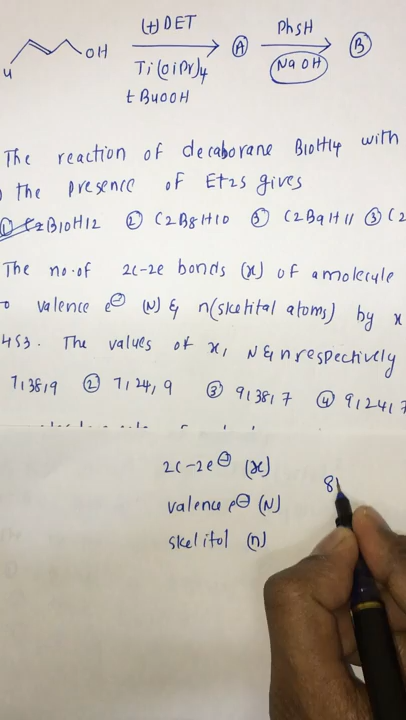 (+) DET
PhSH
OH
Ⓐ
Ⓑ
Ti(OiPr)4
NaOH
t BuOOH
The reaction of decaborane B10H14 with
the presence of Et2S gives
① C2B10H12 ② C2B8H10 ③ C2B9H11 ③ C2
The no.of 2c-2e bonds (x) of a molecule
valence e⊖ (N) & n(skelital atoms) by x
4S3. The values of x, N & n respectively
7,38,9 ② 7,24,9 ③ 9,38,7 ④ 9,24,7
2c-2e⊖ (x)
valence e⊖ (N)
skelitol (n)
8